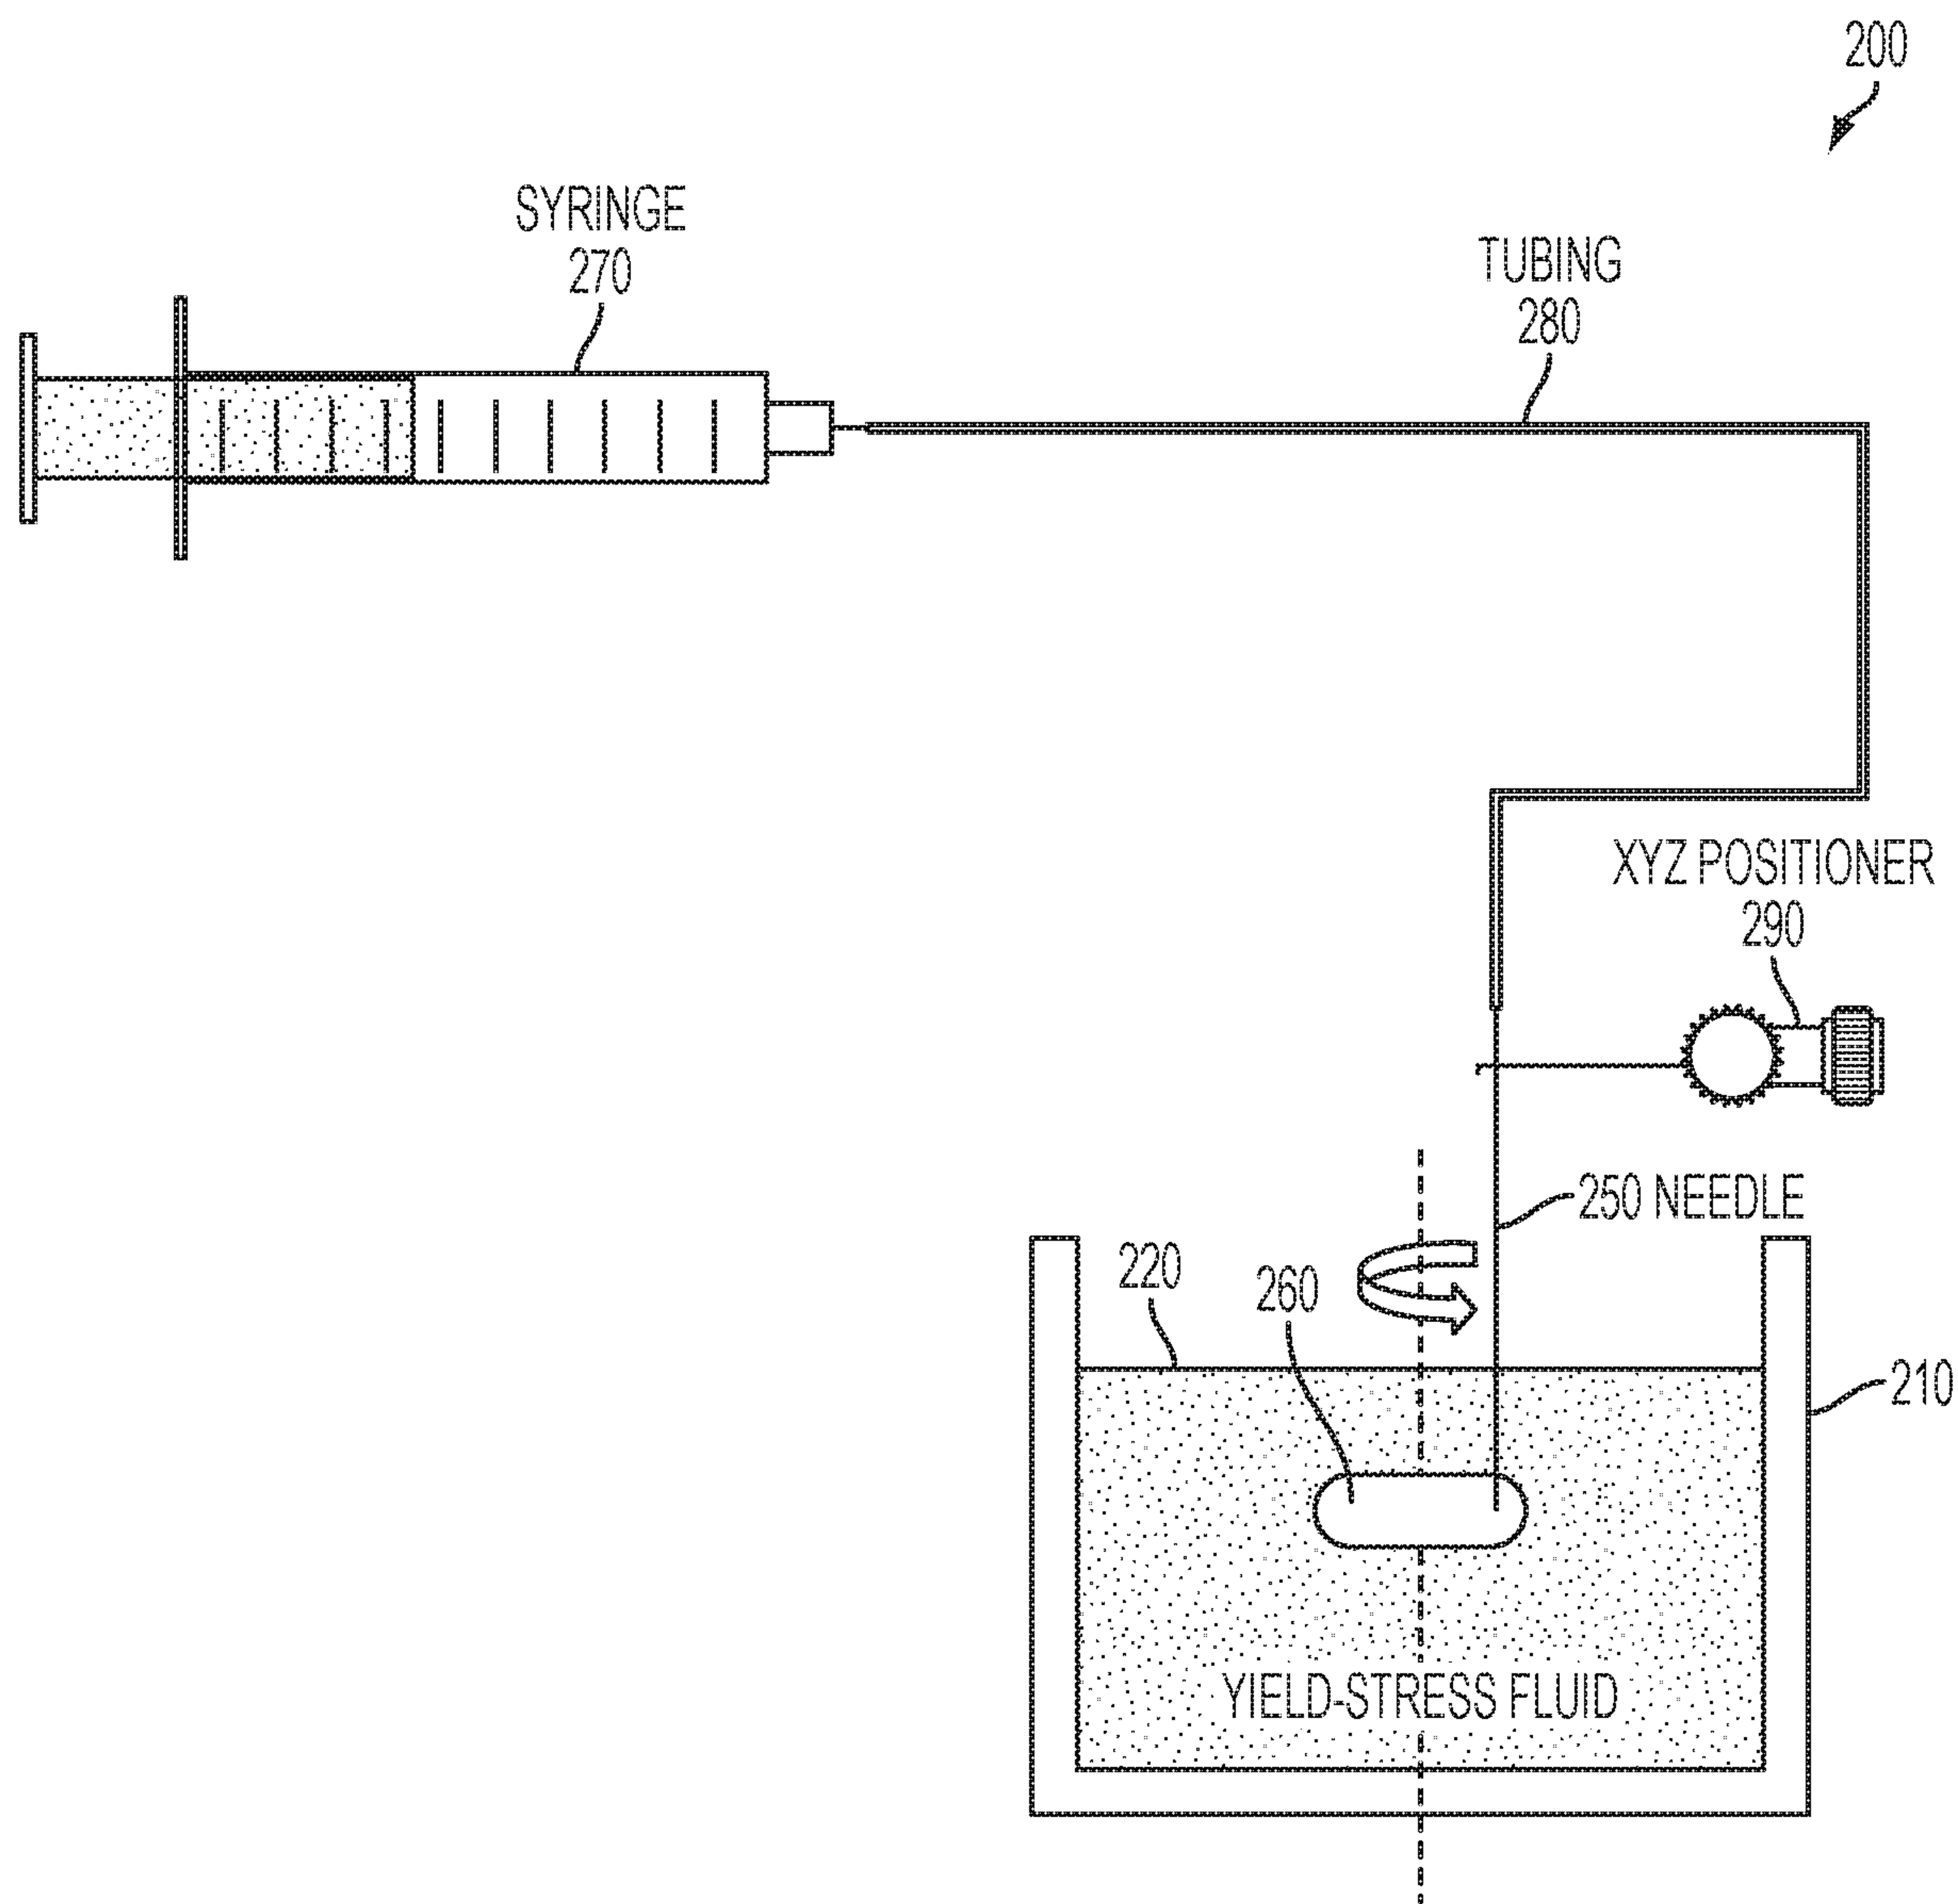 200
SYRINGE
270
TUBING
280
XYZ POSITIONER
290
250 NEEDLE
220
260
210
YIELD-STRESS FLUID